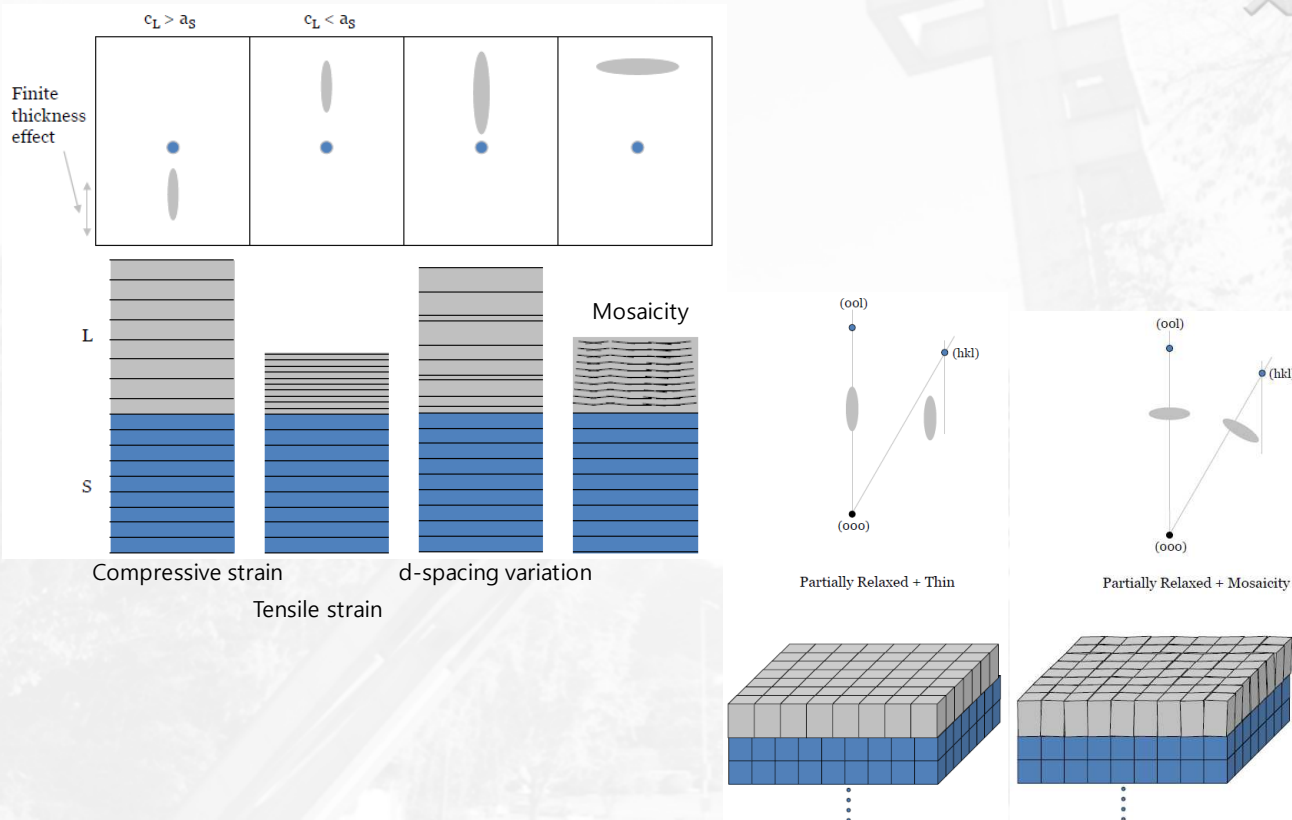 c_L > a_S
c_L < a_S
Finite
thickness
effect
L
S
Mosaicity
Compressive strain
d-spacing variation
Tensile strain
(ool)
(hkl)
(ooo)
Partially Relaxed + Thin
(ool)
(hkl
(ooo)
Partially Relaxed + Mosaicity